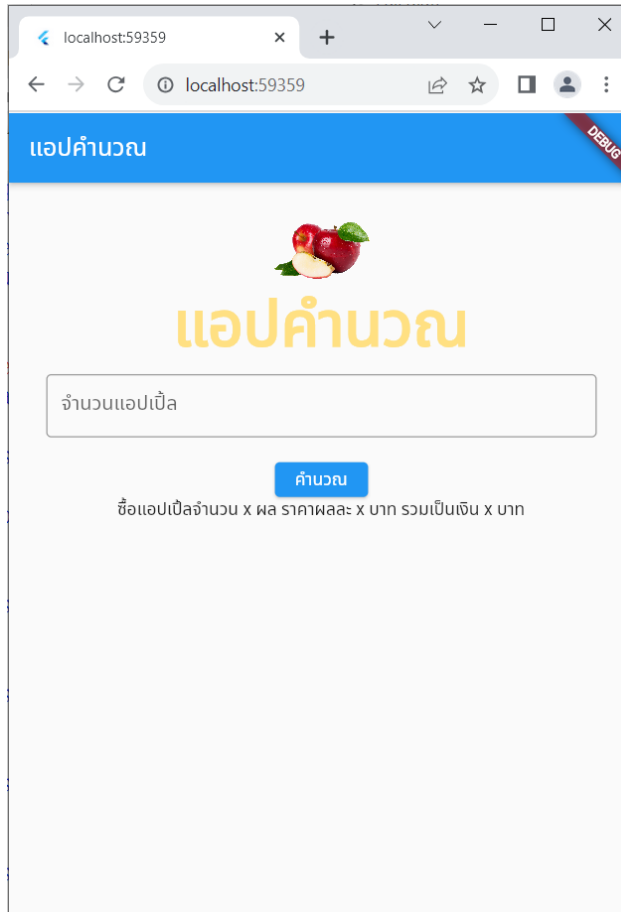 localhost:59359
localhost:59359
แอปคำนวณ
DEBUG
แอปคำนวณ
จำนวนแอปเปิ้ล
คำนวณ
ซื้อแอปเปิ้ลจำนวน x ผล ราคาผลละ x บาท รวมเป็นเงิน x บาท